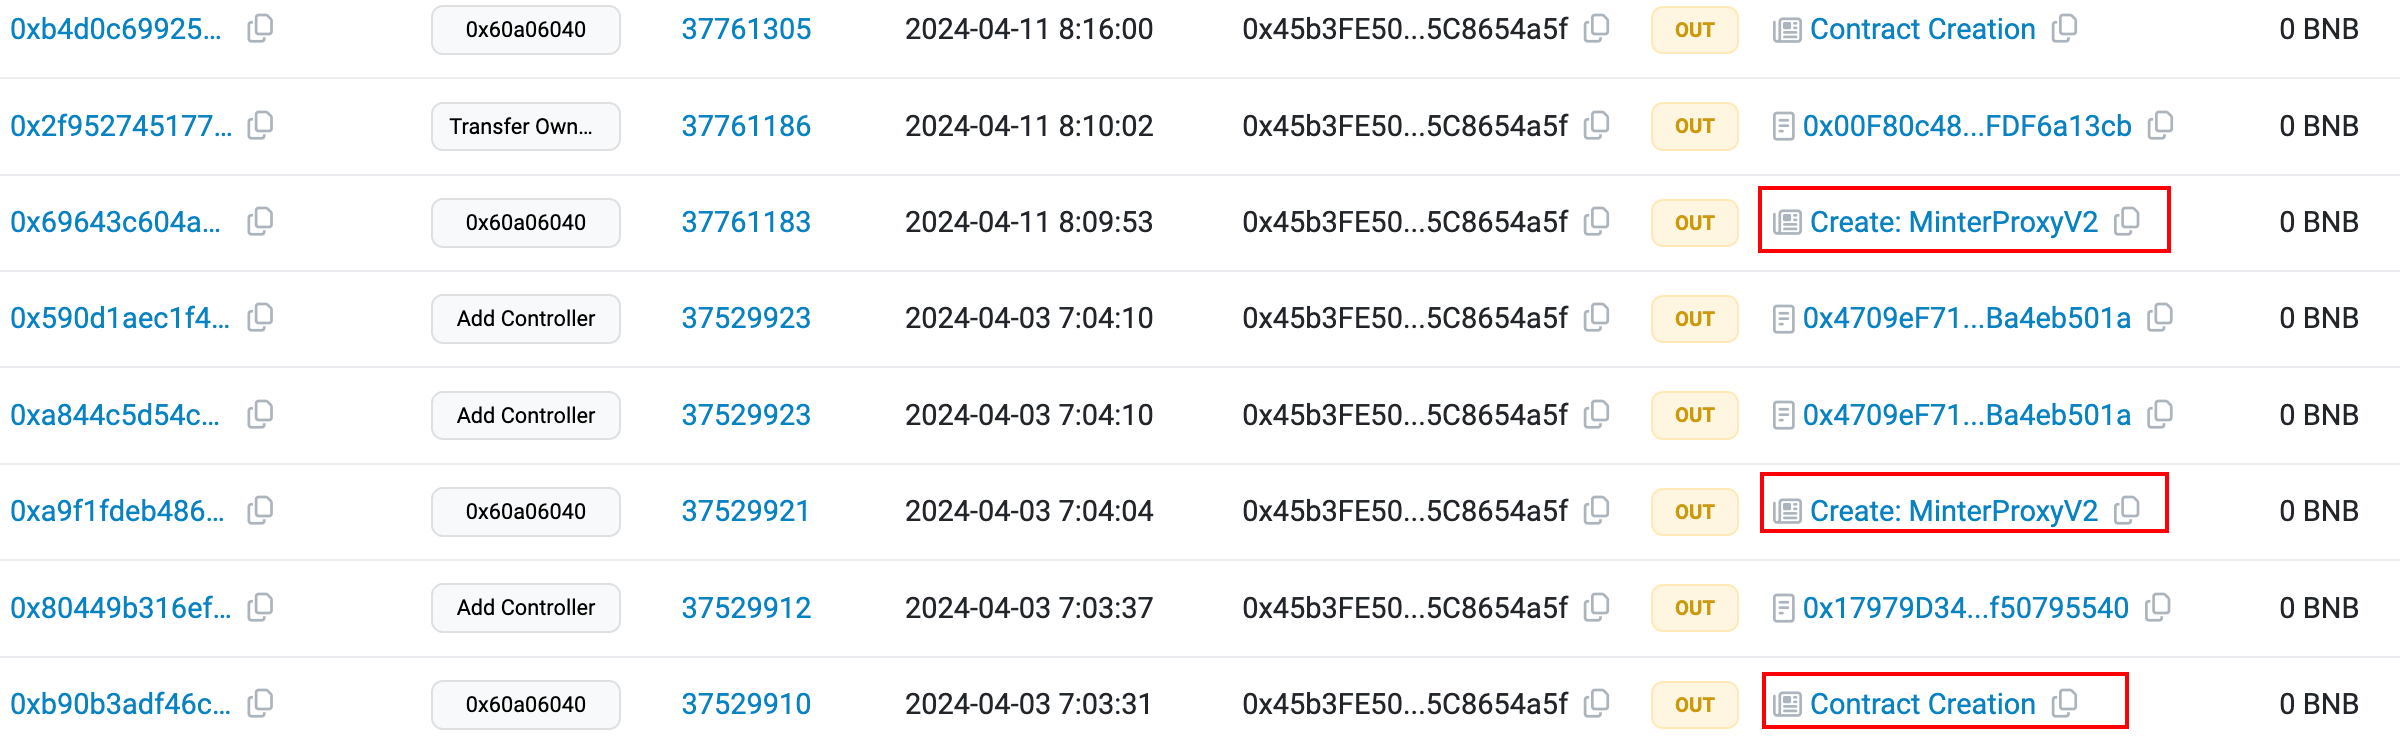 0xb4d0c69925... 0x60a06040 37761305 2024-04-11 8:16:00 0x45b3FE50...5C8654a5f OUT Contract Creation 0 BNB
0x2f952745177... Transfer Own... 37761186 2024-04-11 8:10:02 0x45b3FE50...5C8654a5f OUT 0x00F80c48...FDF6a13cb 0 BNB
0x69643c604a... 0x60a06040 37761183 2024-04-11 8:09:53 0x45b3FE50...5C8654a5f OUT Create: MinterProxyV2 0 BNB
0x590d1aec1f4... Add Controller 37529923 2024-04-03 7:04:10 0x45b3FE50...5C8654a5f OUT 0x4709eF71...Ba4eb501a 0 BNB
0xa844c5d54c... Add Controller 37529923 2024-04-03 7:04:10 0x45b3FE50...5C8654a5f OUT 0x4709eF71...Ba4eb501a 0 BNB
0xa9f1fdeb486... 0x60a06040 37529921 2024-04-03 7:04:04 0x45b3FE50...5C8654a5f OUT Create: MinterProxyV2 0 BNB
0x80449b316ef... Add Controller 37529912 2024-04-03 7:03:37 0x45b3FE50...5C8654a5f OUT 0x17979D34...f50795540 0 BNB
0xb90b3adf46c... 0x60a06040 37529910 2024-04-03 7:03:31 0x45b3FE50...5C8654a5f OUT Contract Creation 0 BNB